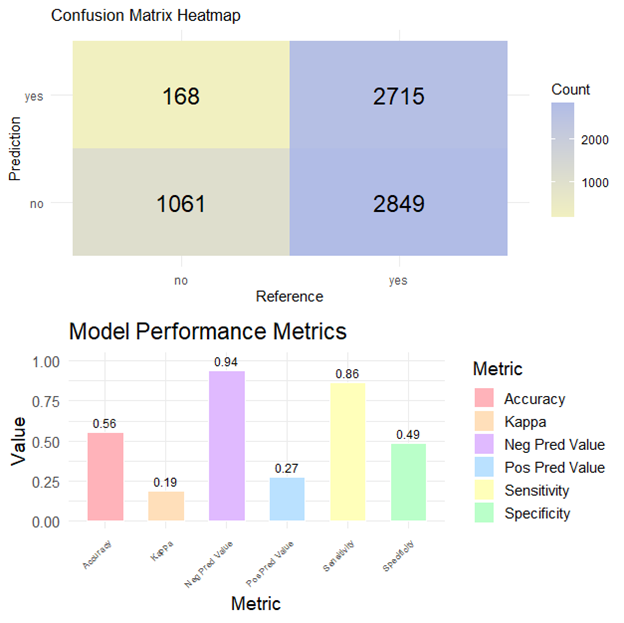 Confusion Matrix Heatmap
Prediction
yes
168
2715
no
1061
2849
no
yes
Reference
Count
2000
1000
Model Performance Metrics
Value
1.00
0.75
0.50
0.25
0.00
0.56
0.19
0.94
0.27
0.86
0.49
Accuracy
Kappa
Neg Pred Value
Pos Pred Value
Sensitivity
Specificity
Metric
Metric
Accuracy
Kappa
Neg Pred Value
Pos Pred Value
Sensitivity
Specificity